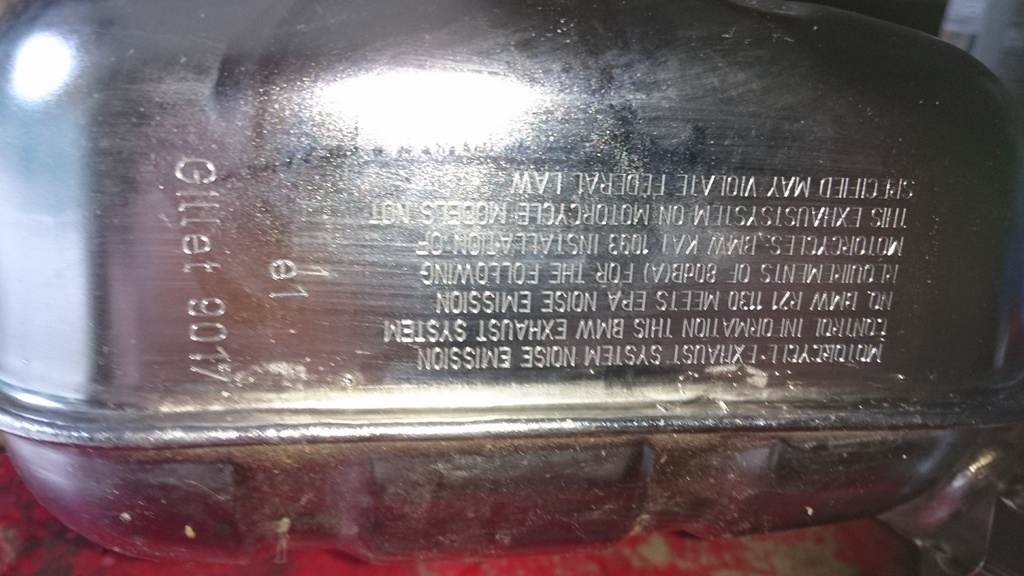 MOTORCYCLE EXHAUST SYSTEM NOISE EMISSION
CONTROL INFORMATION THIS BMW EXHAUST SYSTEM
NO. BMW R21 1130 MEETS EPA NOISE EMISSION
REQUIREMENTS OF 80dB(A) FOR THE FOLLOWING
MOTORCYCLES, BMW KA1 1093 INSTALLATION OF
THIS EXHAUSTSYSTEM ON MOTORCYCLE MODELS NOT
SPECIFIED MAY VIOLATE FEDERAL LAW
e1
Gillet 9017